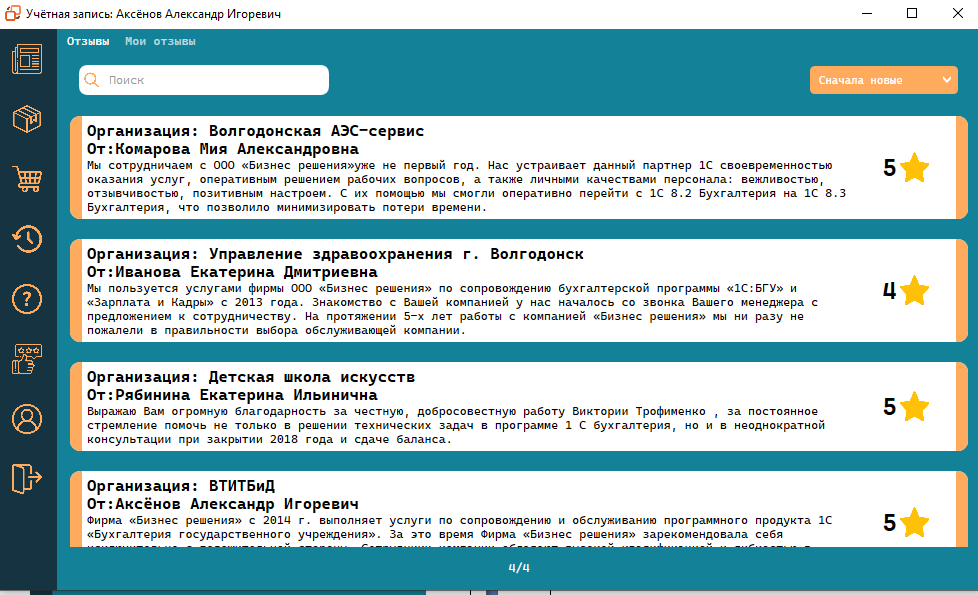 Учётная запись: Аксёнов Александр Игоревич
Отзывы Мои отзывы
Поиск
Сначала новые
Организация: Волгодонская АЭС-сервис
От:Комарова Мия Александровна
Мы сотрудничаем с ООО «Бизнес решения»уже не первый год. Нас устраивает данный партнер 1С своевременностью
оказания услуг, оперативным решением рабочих вопросов, а также личными качествами персонала: вежливостью,
отзывчивостью, позитивным настроем. С их помощью мы смогли оперативно перейти с 1С 8.2 Бухгалтерия на 1С 8.3
Бухгалтерия, что позволило минимизировать потери времени.
5
Организация: Управление здравоохранения г. Волгодонск
От:Иванова Екатерина Дмитриевна
Мы пользуется услугами фирмы ООО «Бизнес решения» по сопровождению бухгалтерской программы «1С:БГУ» и
«Зарплата и Кадры» с 2013 года. Знакомство с Вашей компанией у нас началось со звонка Вашего менеджера с
предложением к сотрудничеству. На протяжении 5-х лет работы с компанией «Бизнес решения» мы ни разу не
пожалели в правильности выбора обслуживающей компании.
4
Организация: Детская школа искусств
От:Рябинина Екатерина Ильинична
Выражаю Вам огромную благодарность за честную, добросовестную работу Виктории Трофименко , за постоянное
стремление помочь не только в решении технических задач в программе 1 С бухгалтерия, но и в неоднократной
консультации при закрытии 2018 года и сдаче баланса.
5
Организация: ВТИТБиД
От:Аксёнов Александр Игоревич
Фирма «Бизнес решения» с 2014 г. выполняет услуги по сопровождению и обслуживанию программного продукта 1С
«Бухгалтерия государственного учреждения». За это время Фирма «Бизнес решения» зарекомендовала себя
5
4/4